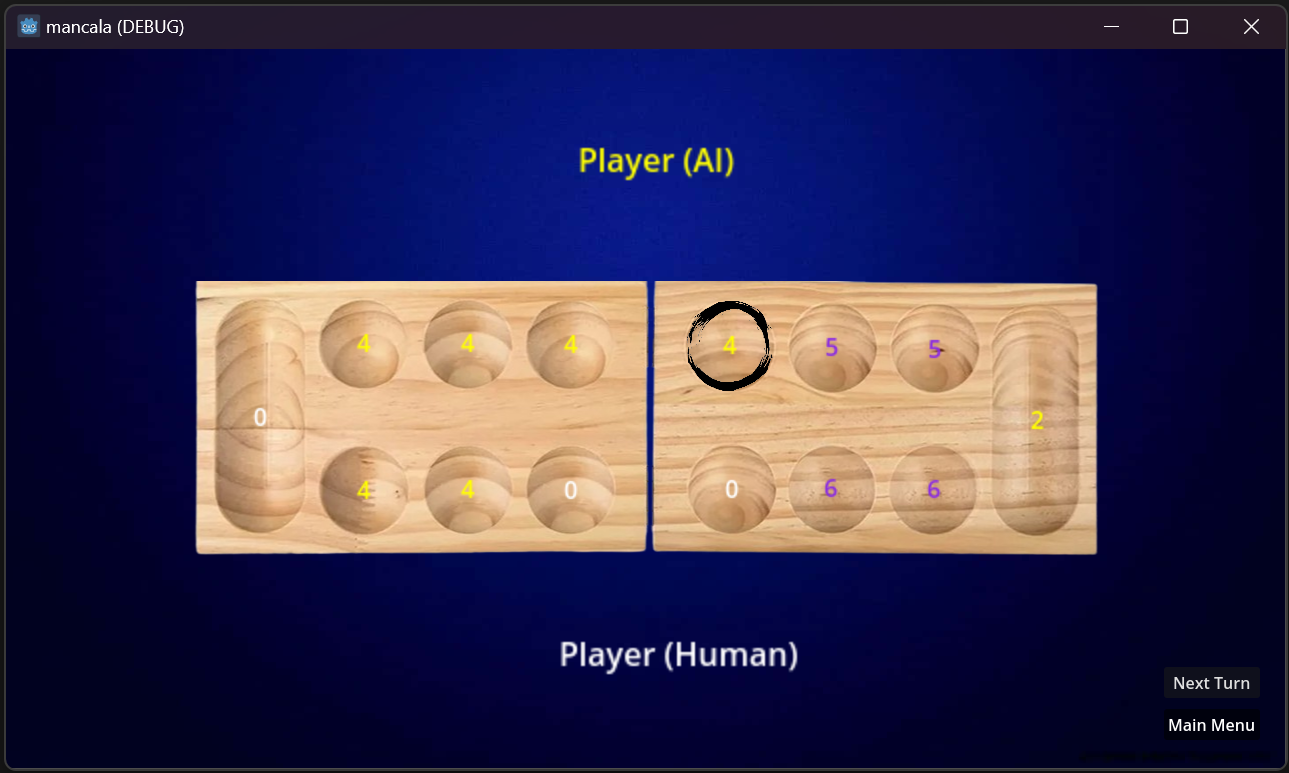 mancala (DEBUG)
Player (AI)
4 4 4 4 5 5
0 2
4 4 0 0 6 6
Player (Human)
Next Turn
Main Menu